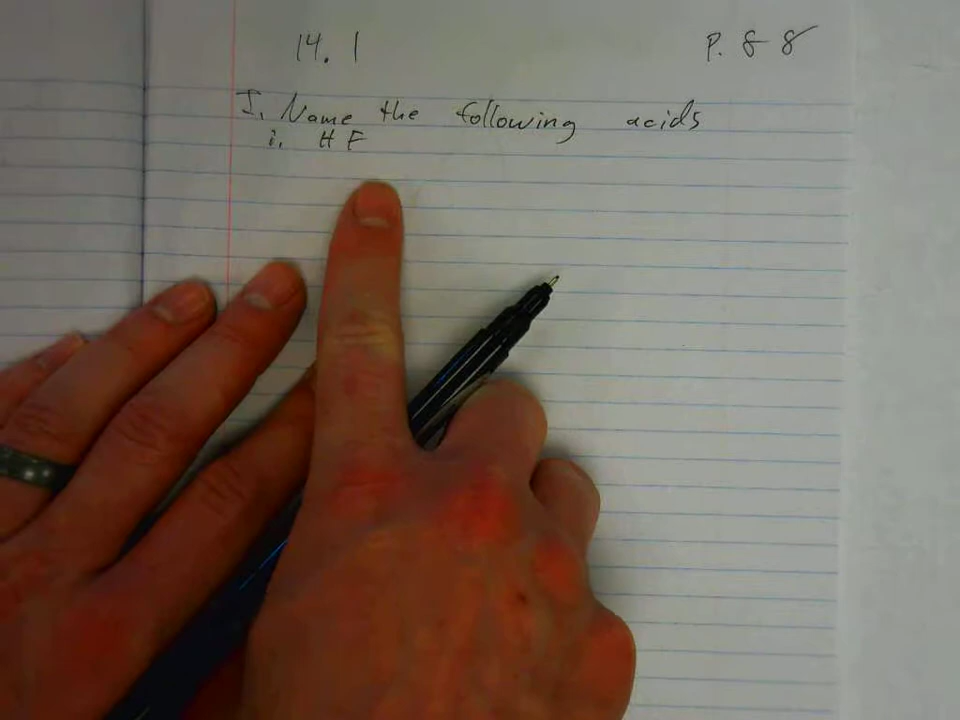 14.1 P. 88
I. Name the following acids
i. HF